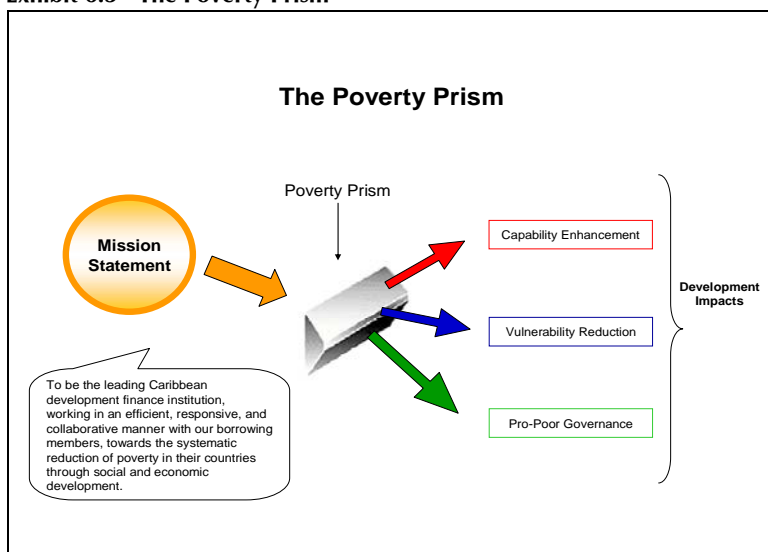 The Poverty Prism
Poverty Prism
Mission
Statement
Capability Enhancement
Vulnerability Reduction
Pro-Poor Governance
Development
Impacts
To be the leading Caribbean
development finance institution,
working in an efficient, responsive, and
collaborative manner with our borrowing
members, towards the systematic
reduction of poverty in their countries
through social and economic
development.